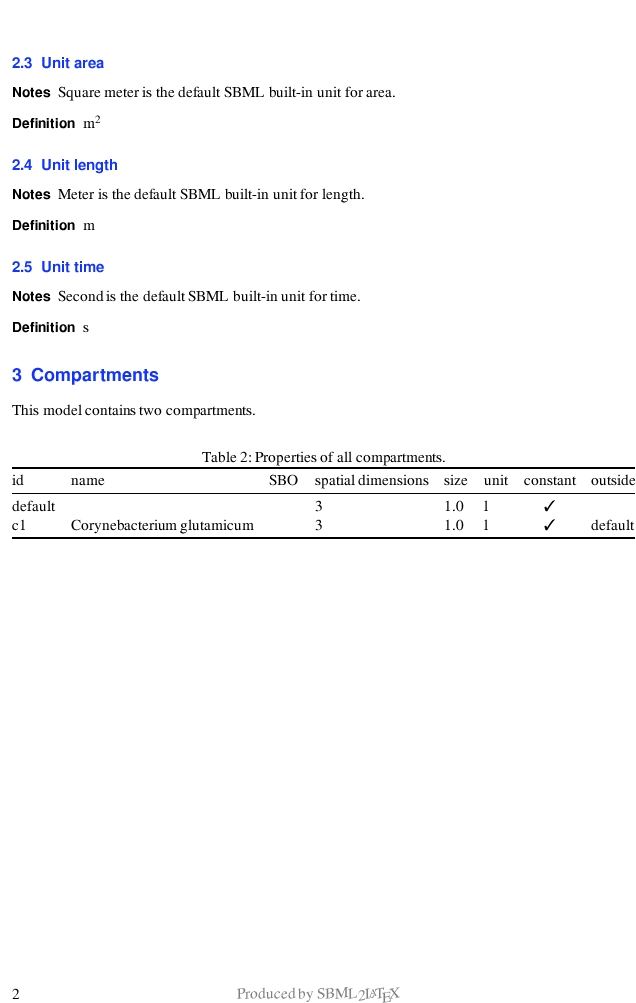 2.3 Unit area
Notes Square meter is the default SBML built-in unit for area.
Definition m²
2.4 Unit length
Notes Meter is the default SBML built-in unit for length.
Definition m
2.5 Unit time
Notes Second is the default SBML built-in unit for time.
Definition s
3 Compartments
This model contains two compartments.
Table 2: Properties of all compartments.
id name SBO spatial dimensions size unit constant outside
default 3 1.0 l ✓
c1 Corynebacterium glutamicum 3 1.0 l ✓ default
2 Produced by SBML2LATEX